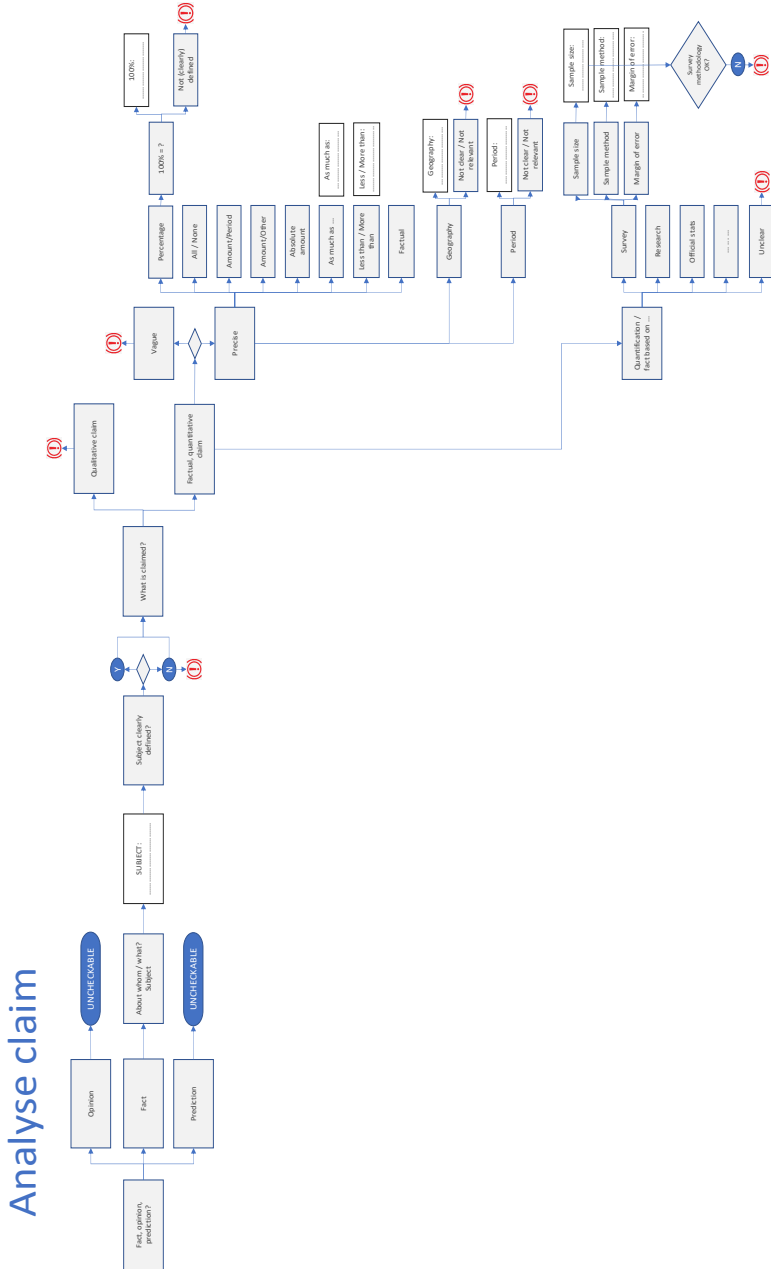 Analyse claim
Fact, opinion,
prediction?
Opinion
Fact
Prediction
UNCHECKABLE
About whom / what?
Subject
UNCHECKABLE
SUBJECT:
Subject clearly
defined?
Y
N
What is claimed?
Qualitative claim
Factual, quantitative
claim
Vague
Precise
Percentage
All / None
Amount/Period
Amount/Other
Absolute
amount
As much as ...
Less than / More
than
Factual
100% = ?
100%:
Not (clearly)
defined
As much as:
Less / More than:
Geography
Geography:
Not clear / Not
relevant
Period
Period:
Not clear / Not
relevant
Quantification /
fact based on ...
Survey
Research
Official stats
... ... ...
Unclear
Sample size
Sample method
Margin of error
Sample size:
Sample method:
Margin of error:
Survey
methodology
OK?
N